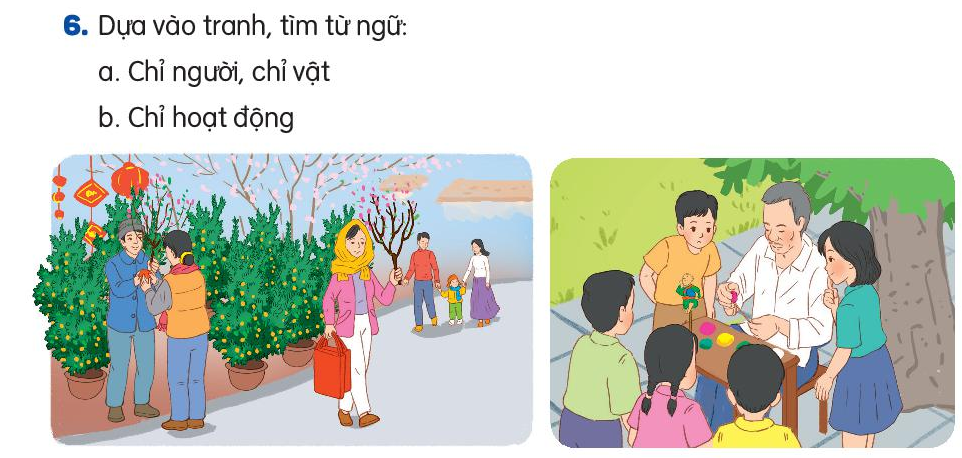 6. Dựa vào tranh, tìm từ ngữ:
a. Chỉ người, chỉ vật
b. Chỉ hoạt động